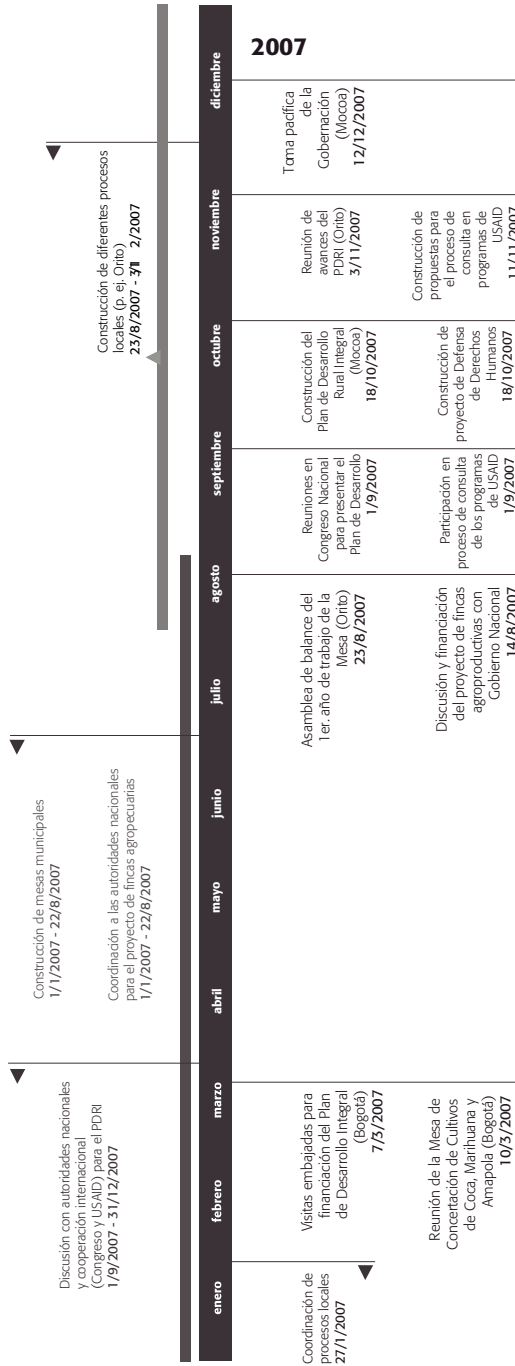 2007
Discusión con autoridades nacionales
y cooperación internacional
(Congreso y USAID) para el PDRI
1/9/2007 - 31/12/2007
Construcción de mesas municipales
1/1/2007 - 22/8/2007
Coordinación a las autoridades nacionales
para el proyecto de fincas agropecuarias
1/1/2007 - 22/8/2007
Construcción de diferentes procesos
locales (p. ej. Orito)
23/8/2007 -
enero
febrero
marzo
abril
mayo
junio
julio
agosto
septiembre
octubre
noviembre
diciembre
Coordinación de
procesos locales
27/1/2007
Visitas embajadas para
financiación del Plan
de Desarrollo Integral
(Bogotá)
7/3/2007
Reunión de la Mesa de
Concertación de Cultivos
de Coca, Marihuana y
Amapola (Bogotá)
10/3/2007
Asamblea de balance del
1er. año de trabajo de la
Mesa (Orito)
23/8/2007
Discusión y financiación
del proyecto de fincas
agroproductivas con
Gobierno Nacional
14/8/2007
Reuniones en
Congreso Nacional
para presentar el
Plan de Desarrollo
1/9/2007
Participación en
proceso de consulta
de los programas
de USAID
1/9/2007
Construcción del
Plan de Desarrollo
Rural Integral
(Mocoa)
18/10/2007
Construcción de
proyecto de Defensa
de Derechos
Humanos
18/10/2007
Reunión de
avances del
PDRI (Orito)
3/11/2007
Construcción de
propuestas para
el proceso de
consulta en
programas de
USAID
11/11/2007
Toma pacífica
de la
Gobernación
(Mocoa)
12/12/2007